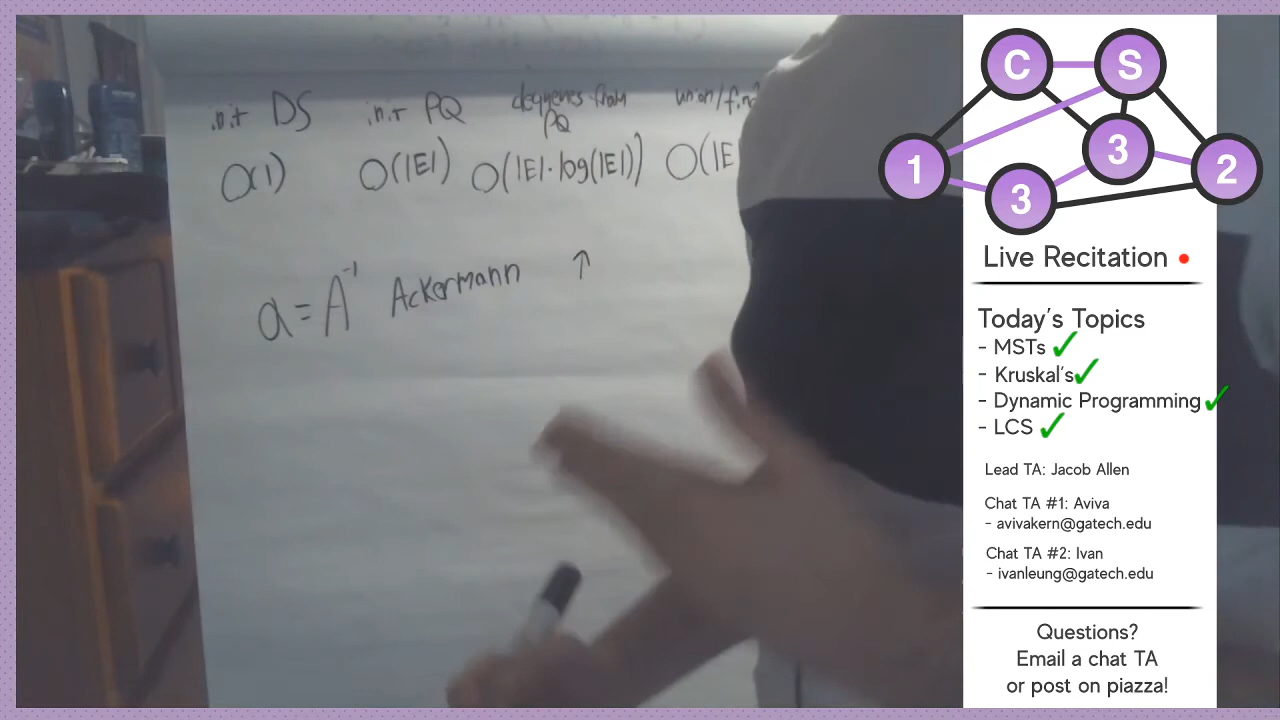 init DS init PQ dequeues from PQ union/find
O(1) O(|E|) O(|E|·log(|E|)) O(|E
α = A⁻¹ Ackermann ↑
C S
1 3 3 2
Live Recitation
Today's Topics
- MSTs ✓
- Kruskal's ✓
- Dynamic Programming ✓
- LCS ✓
Lead TA: Jacob Allen
Chat TA #1: Aviva
- avivakern@gatech.edu
Chat TA #2: Ivan
- ivanleung@gatech.edu
Questions?
Email a chat TA
or post on piazza!